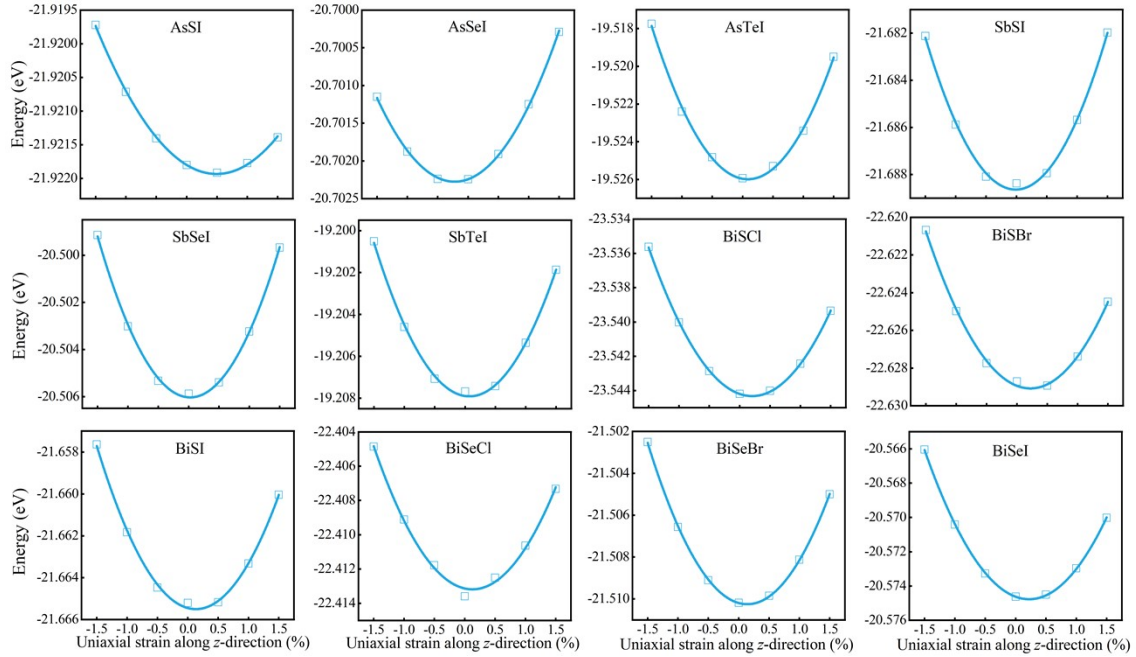 AsSI
Energy (eV)
-21.9195
-21.9200
-21.9205
-21.9210
-21.9215
-21.9220
AsSeI
-20.7000
-20.7005
-20.7010
-20.7015
-20.7020
-20.7025
AsTeI
-19.518
-19.520
-19.522
-19.524
-19.526
SbSI
-21.682
-21.684
-21.686
-21.688
SbSeI
Energy (eV)
-20.500
-20.502
-20.504
-20.506
SbTeI
-19.200
-19.202
-19.204
-19.206
-19.208
BiSCl
-23.534
-23.536
-23.538
-23.540
-23.542
-23.544
BiSBr
-22.620
-22.622
-22.624
-22.626
-22.628
-22.630
BiSI
Energy (eV)
-21.658
-21.660
-21.662
-21.664
-21.666
-1.5 -1.0 -0.5 0.0 0.5 1.0 1.5
Uniaxial strain along z-direction (%)
BiSeCl
-22.404
-22.406
-22.408
-22.410
-22.413
-22.414
-1.5 -1.0 -0.5 0.0 0.5 1.0 1.5
Uniaxial strain along z-direction (%)
BiSeBr
-21.502
-21.504
-21.506
-21.508
-21.510
-1.5 -1.0 -0.5 0.0 0.5 1.0 1.5
Uniaxial strain along z-direction (%)
BiSeI
-20.566
-20.570
-20.572
-20.574
-20.576
-1.5 -1.0 -0.5 0.0 0.5 1.0 1.5
Uniaxial strain along z-direction (%)